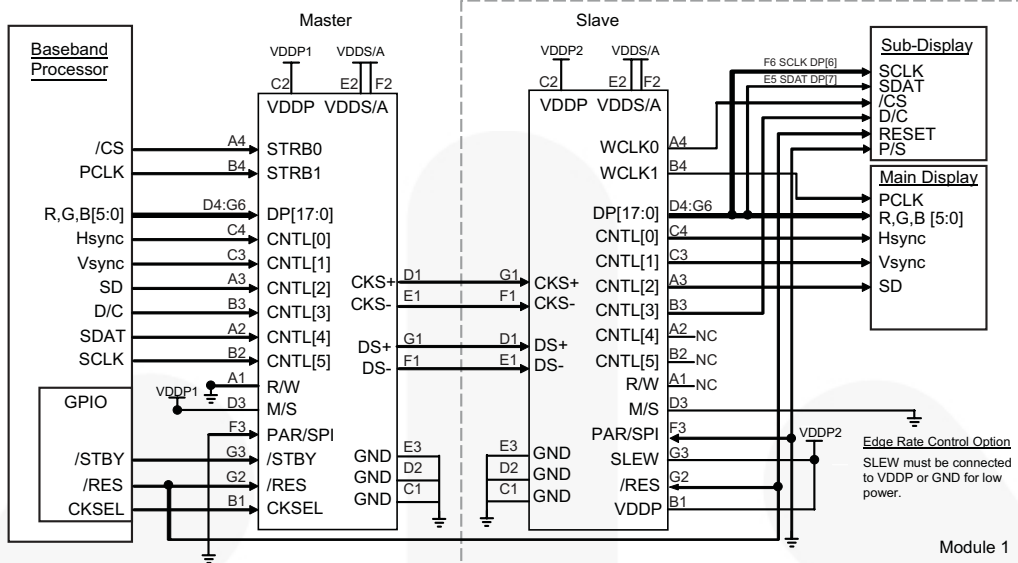 Master
Slave
Baseband
Processor
/CS
PCLK
R,G,B[5:0]
Hsync
Vsync
SD
D/C
SDAT
SCLK
GPIO
/STBY
/RES
CKSEL
VDDP1
VDDS/A
C2
E2
F2
VDDP
VDDS/A
A4
STRB0
B4
STRB1
D4:G6
DP[17:0]
C4
CNTL[0]
C3
CNTL[1]
A3
CNTL[2]
B3
CNTL[3]
A2
CNTL[4]
B2
CNTL[5]
A1
R/W
VDDP1
D3
M/S
F3
PAR/SPI
G3
/STBY
G2
/RES
B1
CKSEL
CKS+
D1
CKS-
E1
DS+
G1
DS-
F1
GND
E3
GND
D2
GND
C1
VDDP2
VDDS/A
C2
E2
F2
VDDP
VDDS/A
G1
CKS+
F1
CKS-
D1
DS+
E1
DS-
E3
GND
D2
GND
C1
GND
WCLK0
A4
WCLK1
B4
DP[17:0]
D4:G6
CNTL[0]
C4
CNTL[1]
C3
CNTL[2]
A3
CNTL[3]
B3
CNTL[4]
A2
NC
CNTL[5]
B2
NC
R/W
A1
NC
M/S
D3
PAR/SPI
F3
SLEW
G3
/RES
G2
VDDP
B1
VDDP2
F6 SCLK DP[6]
E5 SDAT DP[7]
Sub-Display
SCLK
SDAT
/CS
D/C
RESET
P/S
Main Display
PCLK
R,G,B [5:0]
Hsync
Vsync
SD
Edge Rate Control Option
SLEW must be connected
to VDDP or GND for low
power.
Module 1